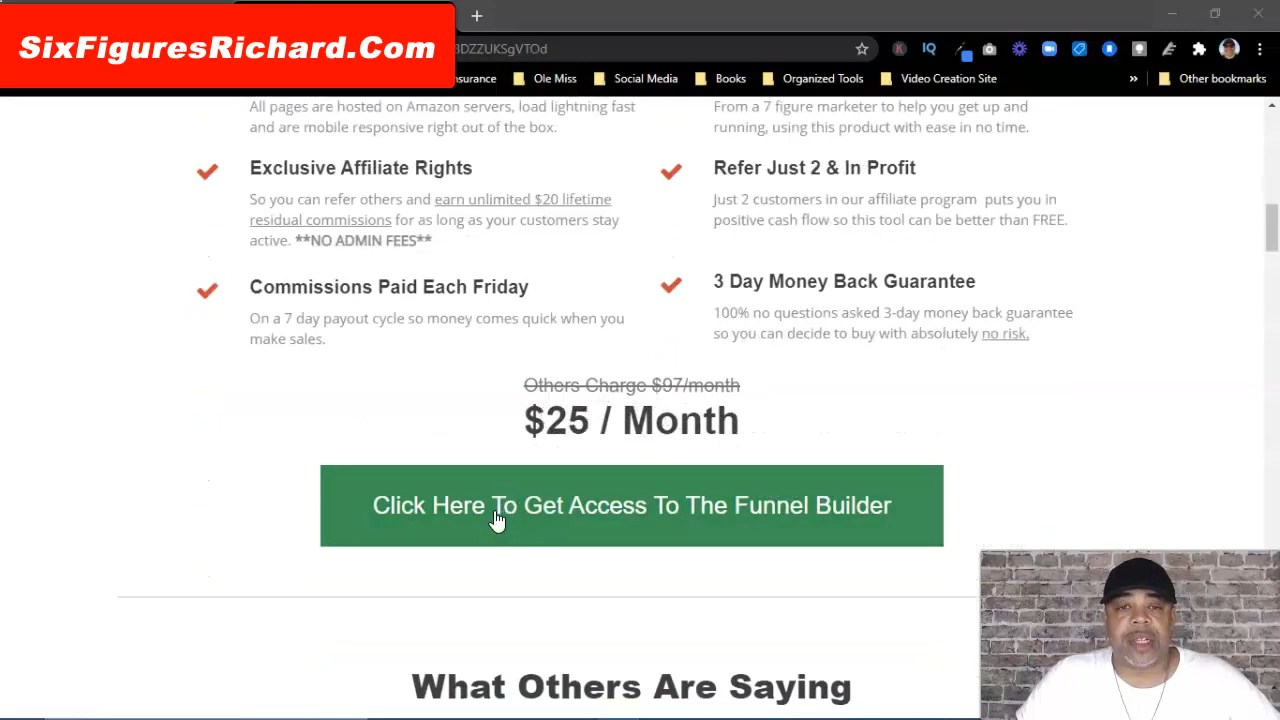 SixFiguresRichard.Com
3DZZUKSgVTOd
IQ
surance
Ole Miss
Social Media
Books
Organized Tools
Video Creation Site
»
Other bookmarks
All pages are hosted on Amazon servers, load lightning fast
and are mobile responsive right out of the box.
From a 7 figure marketer to help you get up and
running, using this product with ease in no time.
Exclusive Affiliate Rights
So you can refer others and earn unlimited $20 lifetime
residual commissions for as long as your customers stay
active. **NO ADMIN FEES**
Refer Just 2 & In Profit
Just 2 customers in our affiliate program puts you in
positive cash flow so this tool can be better than FREE.
Commissions Paid Each Friday
On a 7 day payout cycle so money comes quick when you
make sales.
3 Day Money Back Guarantee
100% no questions asked 3-day money back guarantee
so you can decide to buy with absolutely no risk.
Others Charge $97/month
$25 / Month
Click Here To Get Access To The Funnel Builder
What Others Are Saying